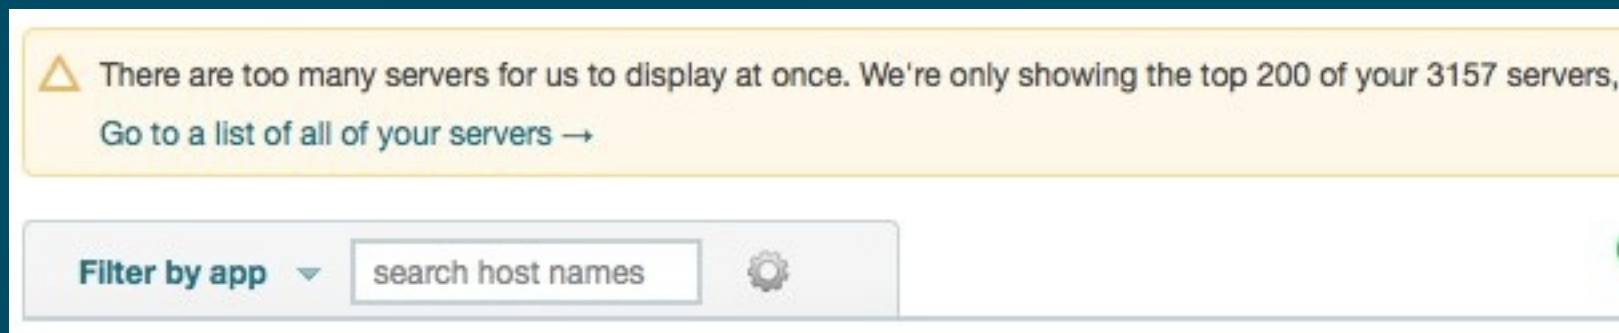 There are too many servers for us to display at once. We're only showing the top 200 of your 3157 servers,
Go to a list of all of your servers →
Filter by app
search host names